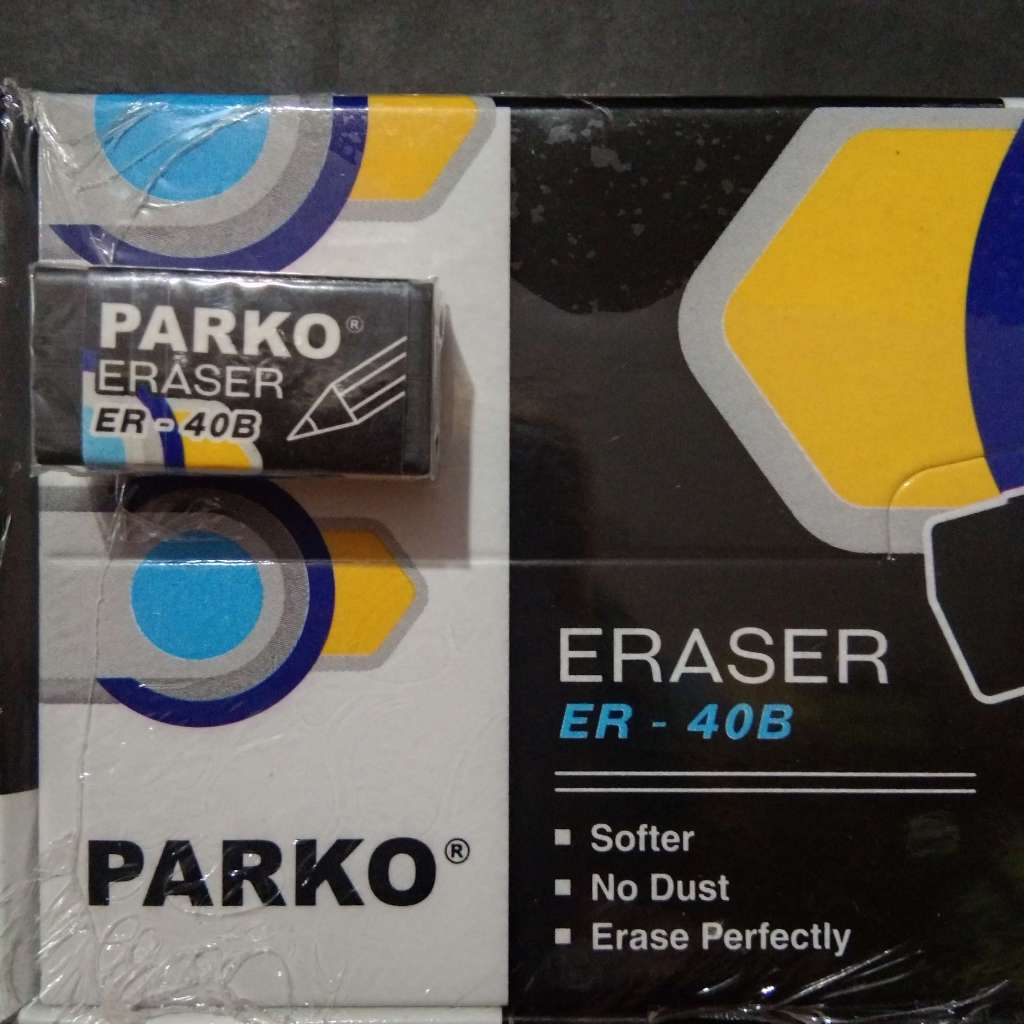 PARKO®
ERASER
ER - 40B
PARKO®
ERASER
ER - 40B
Softer
No Dust
Erase Perfectly